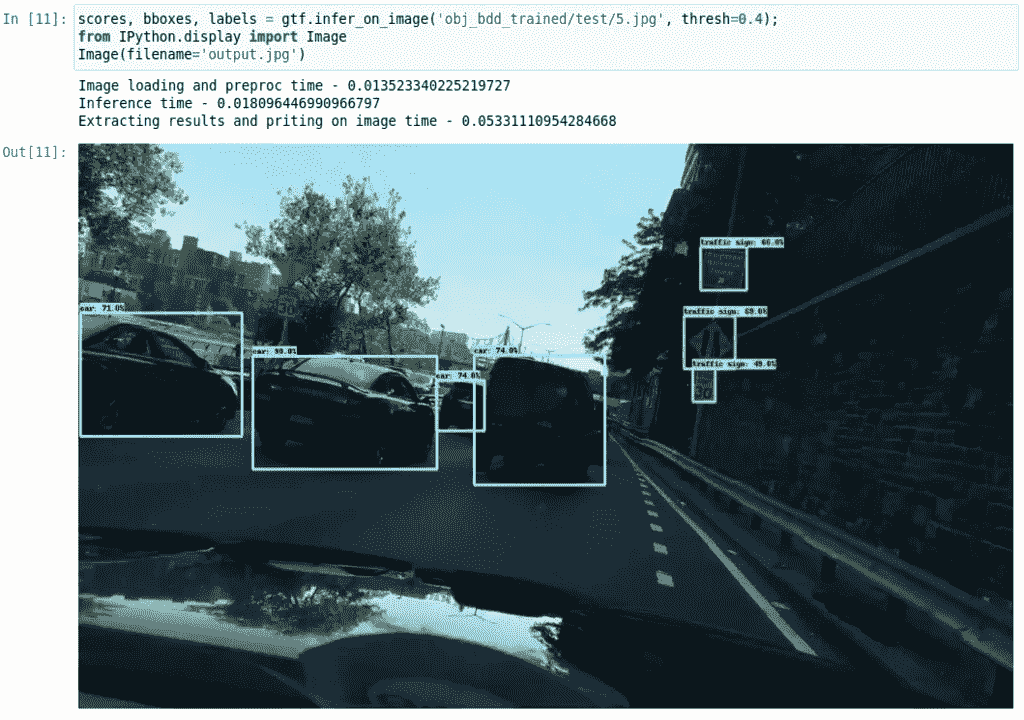 In [11]: scores, bboxes, labels = gtf.infer_on_image('obj_bdd_trained/test/5.jpg', thresh=0.4);
from IPython.display import Image
Image(filename='output.jpg')
Image loading and preproc time - 0.013523340225219727
Inference time - 0.018096446990966797
Extracting results and priting on image time - 0.05331110954284668
Out[11]:
traffic sign: 66.0%
car: 71.0%
traffic sign: 69.0%
car: 90.0%
car: 74.0%
traffic sign: 49.0%
car: 74.0%